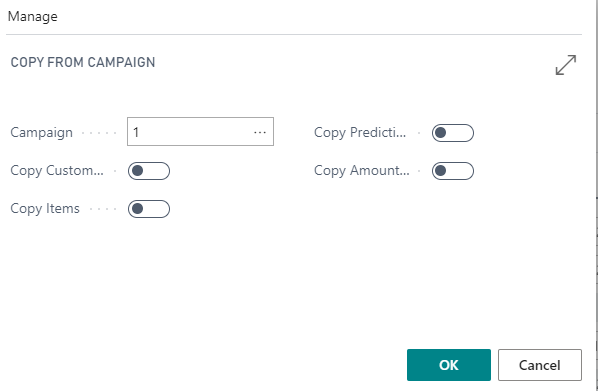 Manage
COPY FROM CAMPAIGN
Campaign 1 ...
Copy Custom...
Copy Items
Copy Predicti...
Copy Amount...
OK Cancel